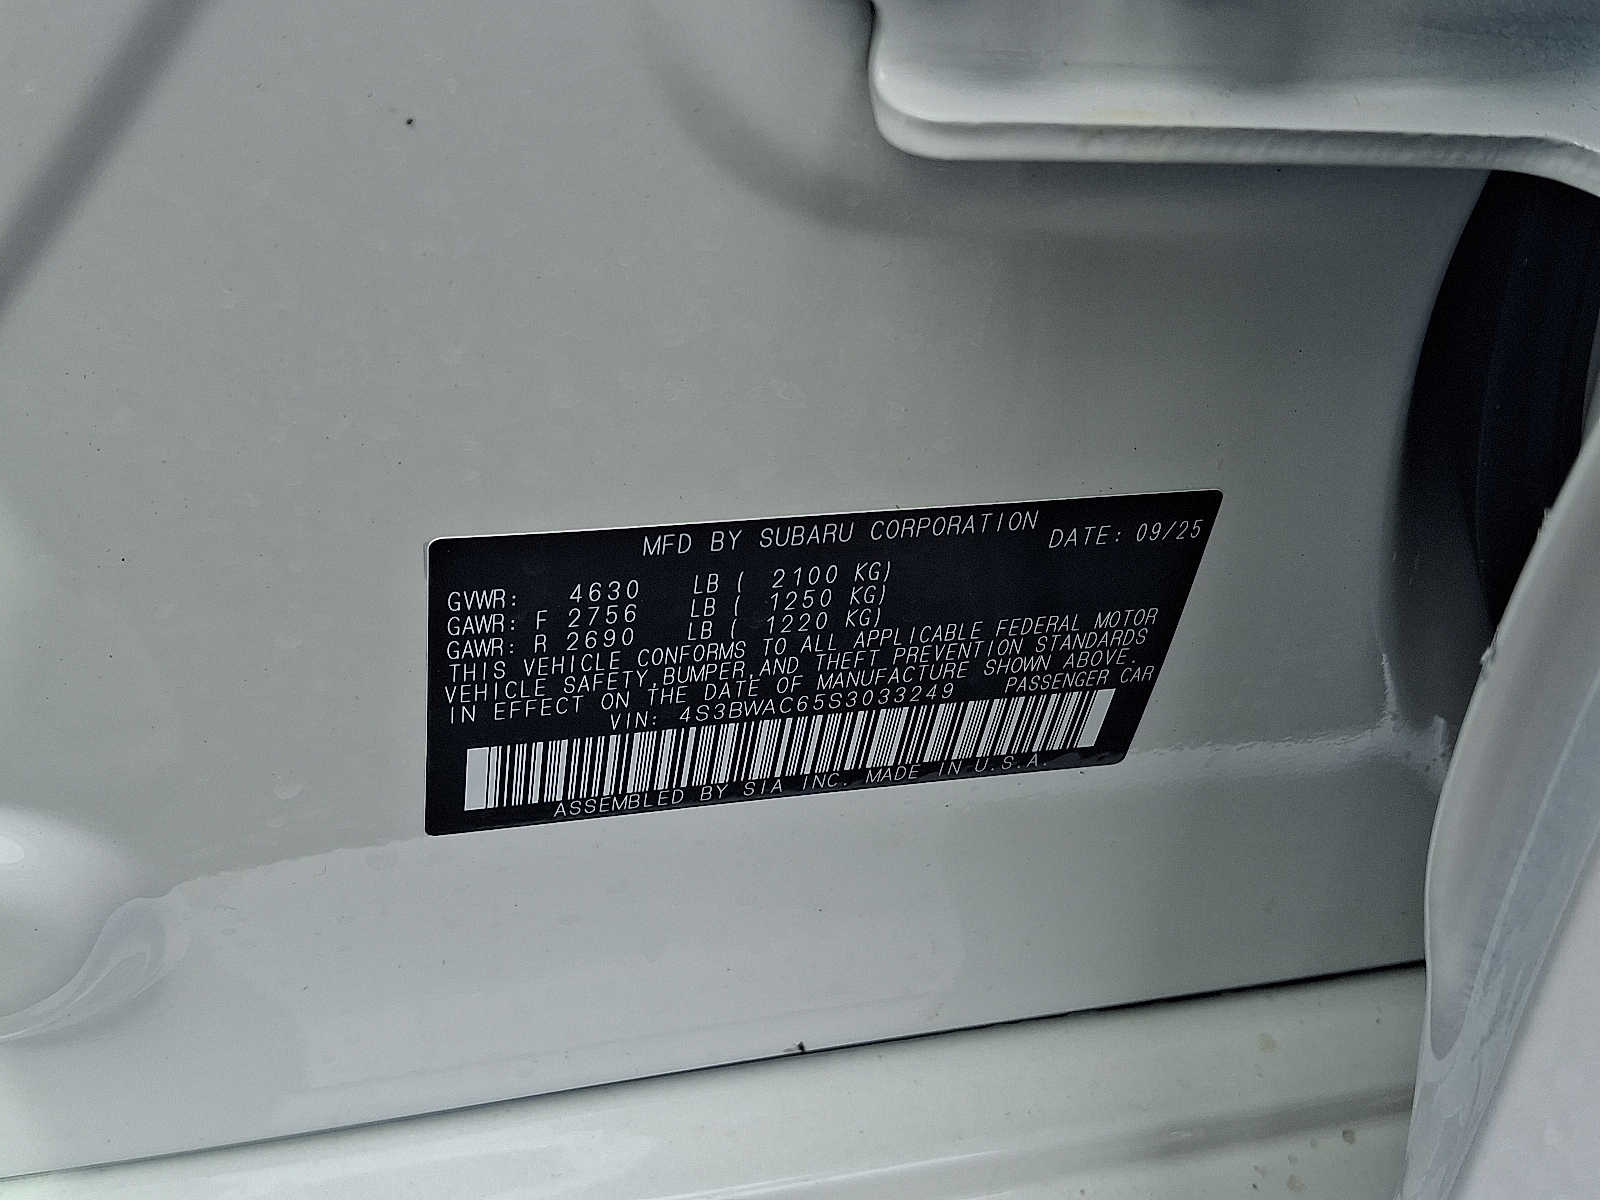 MFD BY SUBARU CORPORATION DATE: 09/25
GVWR: 4630 LB ( 2100 KG)
GAWR: F 2756 LB ( 1250 KG)
GAWR: R 2690 LB ( 1220 KG)
THIS VEHICLE CONFORMS TO ALL APPLICABLE FEDERAL MOTOR
VEHICLE SAFETY,BUMPER,AND THEFT PREVENTION STANDARDS
IN EFFECT ON THE DATE OF MANUFACTURE SHOWN ABOVE.
VIN: 4S3BWAC65S3033249 PASSENGER CAR
ASSEMBLED BY SIA INC. MADE IN U.S.A.